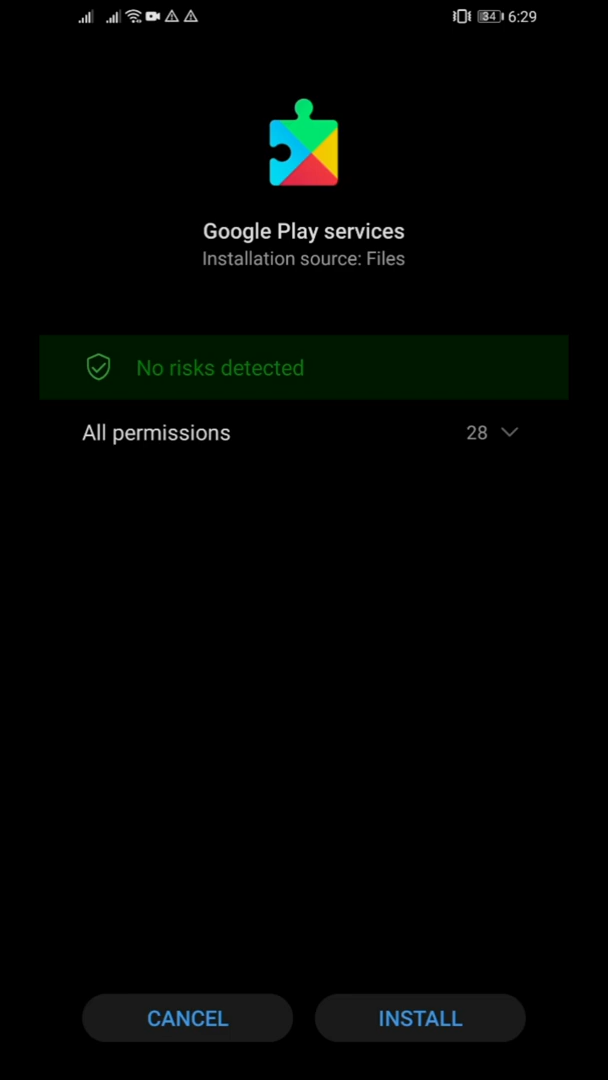 34 6:29
Google Play services
Installation source: Files
No risks detected
All permissions 28
CANCEL INSTALL